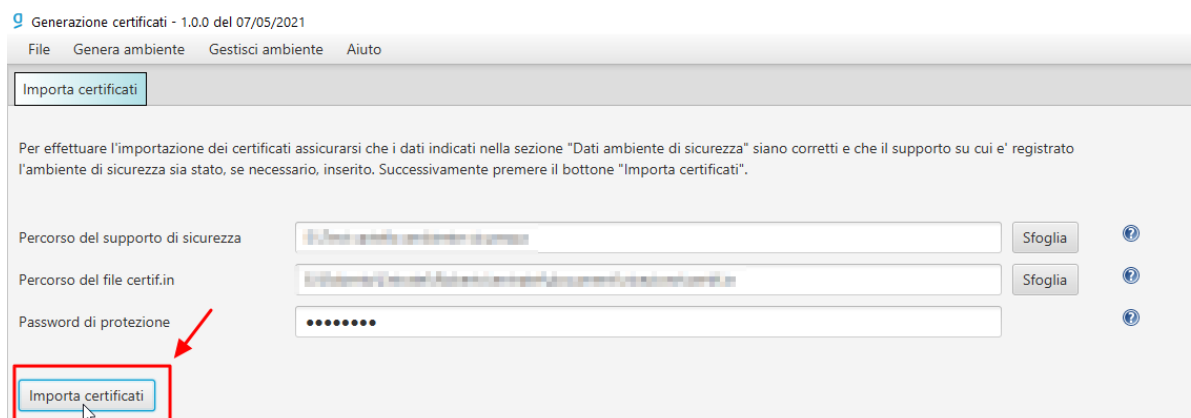 Generazione certificati - 1.0.0 del 07/05/2021
File Genera ambiente Gestisci ambiente Aiuto
Importa certificati
Per effettuare l'importazione dei certificati assicurarsi che i dati indicati nella sezione "Dati ambiente di sicurezza" siano corretti e che il supporto su cui e' registrato
l'ambiente di sicurezza sia stato, se necessario, inserito. Successivamente premere il bottone "Importa certificati".
Percorso del supporto di sicurezza Sfoglia
Percorso del file certif.in Sfoglia
Password di protezione ••••••••
Importa certificati